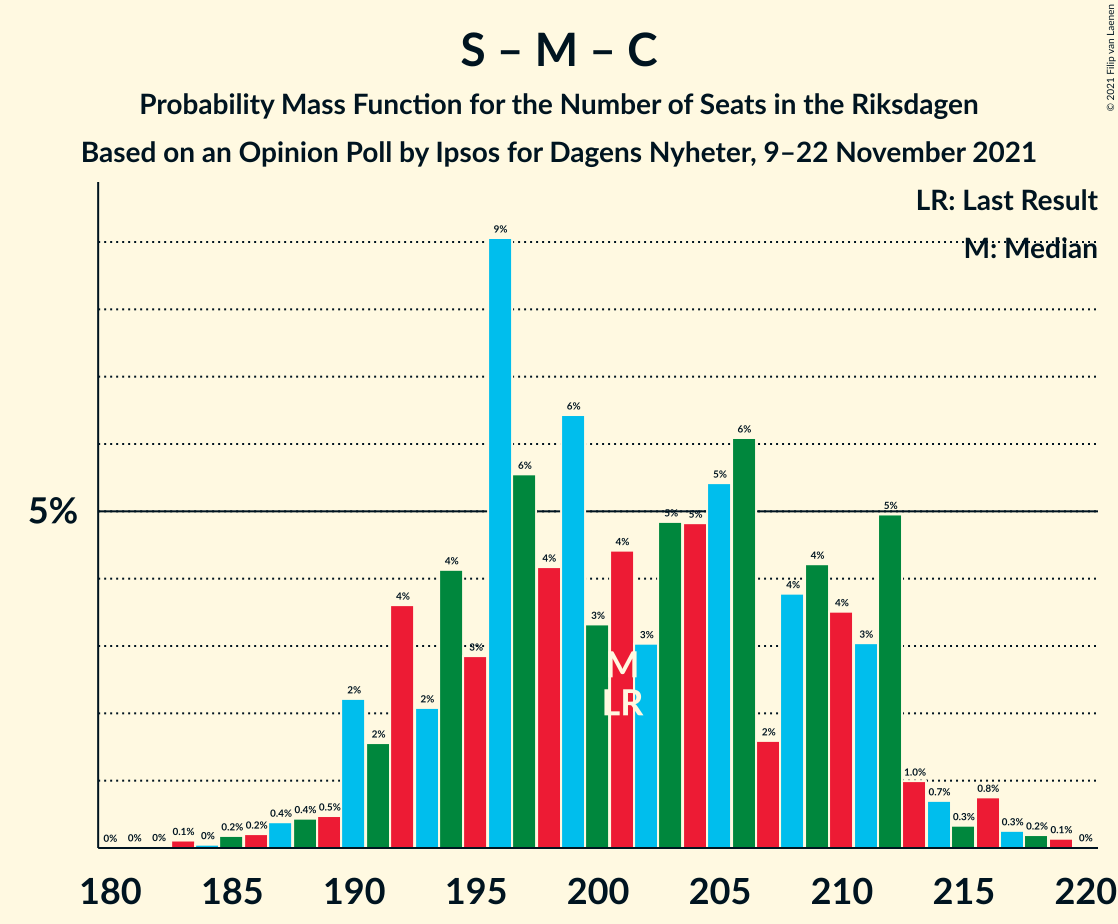 S – M – C
Probability Mass Function for the Number of Seats in the Riksdagen
Based on an Opinion Poll by Ipsos for Dagens Nyheter, 9–22 November 2021
© 2021 Filip van Laenen
LR: Last Result
M: Median
5%
0% 0% 0% 0.1% 0% 0.2% 0.2% 0.4% 0.4% 0.5% 2% 2% 4% 2% 4% 3% 9% 6% 4% 6% 3% 4% 3% 5% 5% 5% 6% 2% 4% 4% 4% 3% 5% 1.0% 0.7% 0.3% 0.8% 0.3% 0.2% 0.1% 0%
M
LR
180 185 190 195 200 205 210 215 220